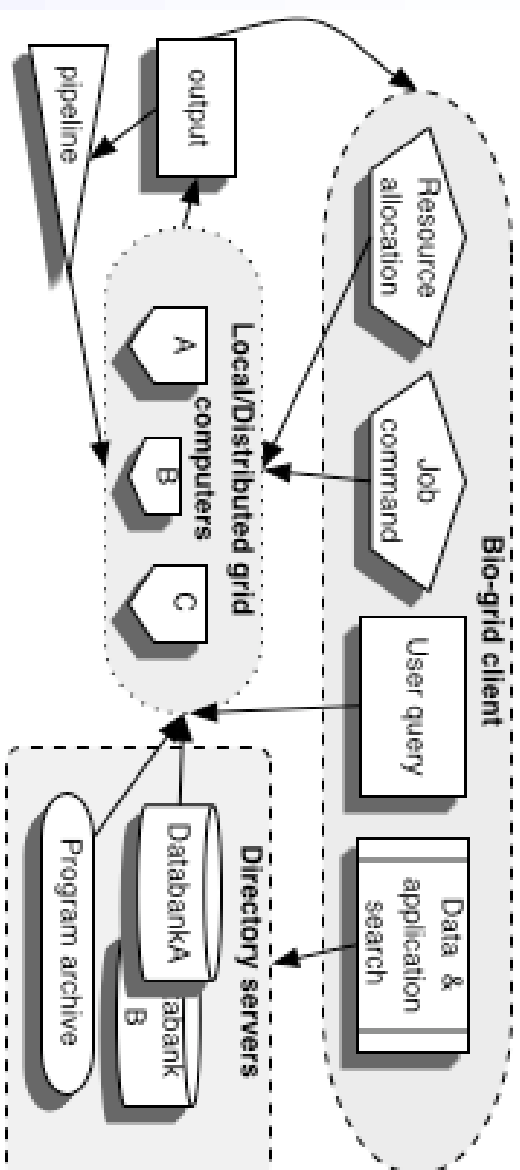 Bio-grid client
Resource
allocation
Job
command
User query
Data &
application
search
Local/Distributed grid
computers
A
B
C
Directory servers
DatabankA
abank
B
Program archive
output
pipeline